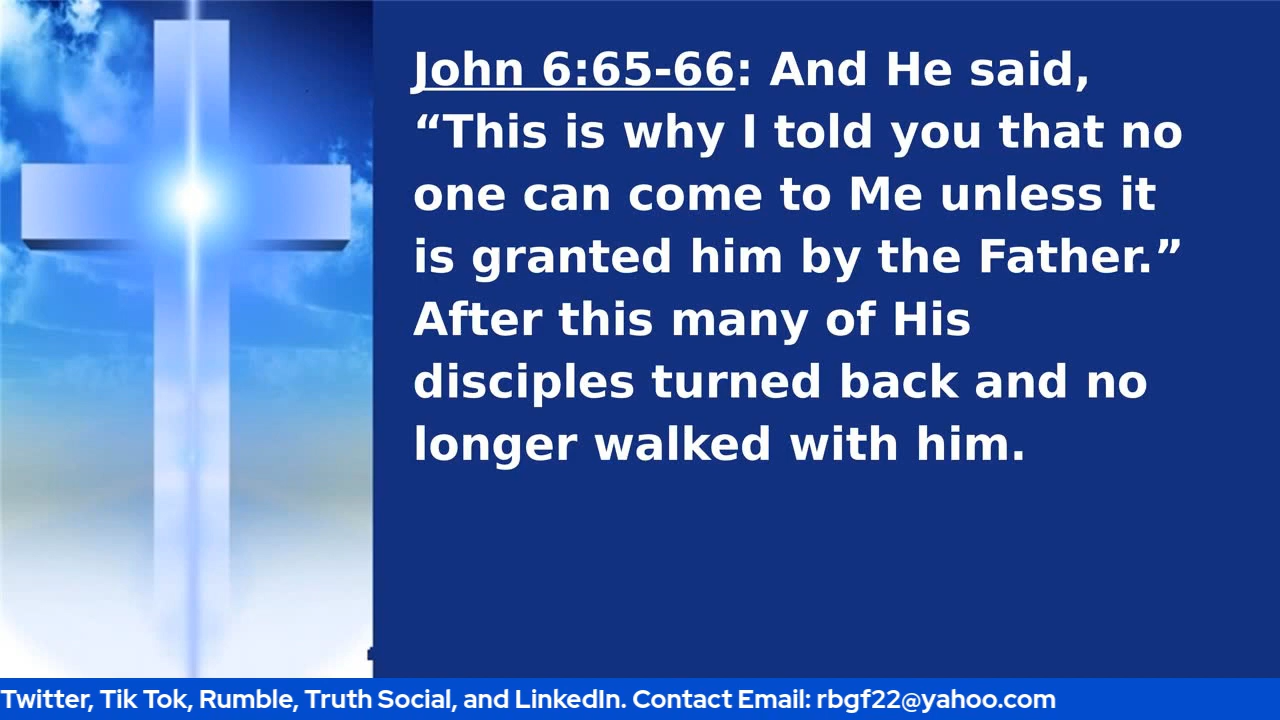 John 6:65-66: And He said,
“This is why I told you that no
one can come to Me unless it
is granted him by the Father.”
After this many of His
disciples turned back and no
longer walked with him.
Twitter, Tik Tok, Rumble, Truth Social, and LinkedIn. Contact Email: rbgf22@yahoo.com